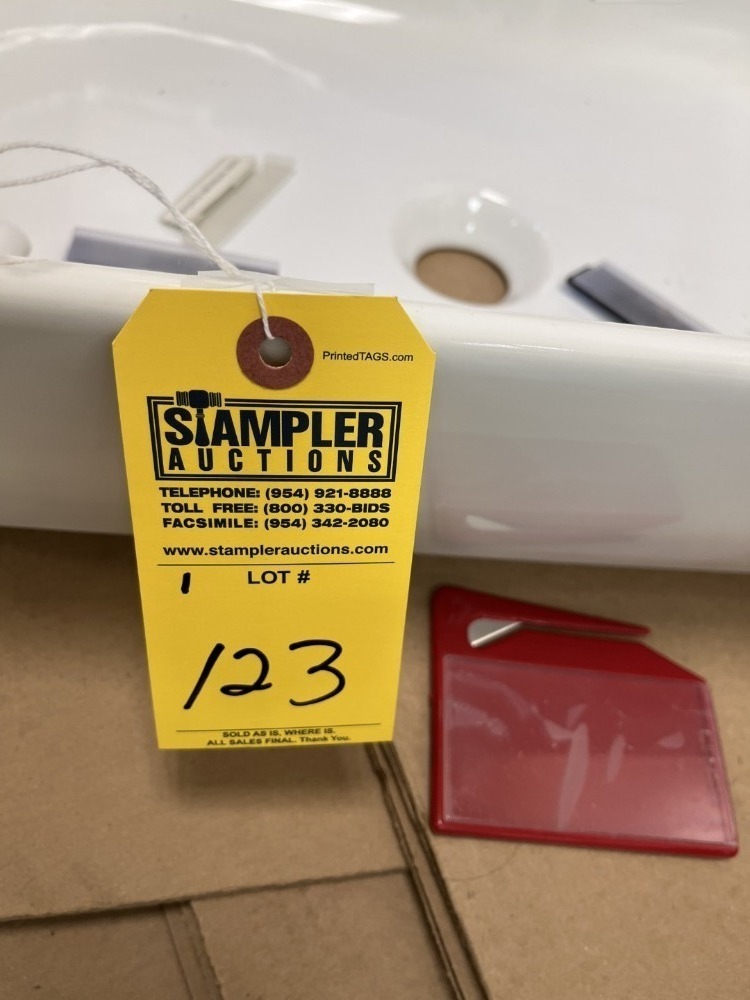 PrintedTAGS.com
STAMPLER
AUCTIONS
TELEPHONE: (954) 921-8888
TOLL FREE: (800) 330-BIDS
FACSIMILE: (954) 342-2080
www.stamplerauctions.com
1 LOT #
123
SOLD AS IS, WHERE IS.
ALL SALES FINAL. Thank You.